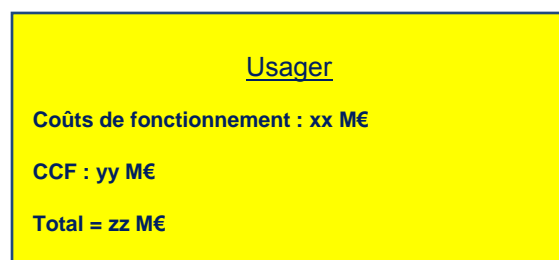 Usager
Coûts de fonctionnement : xx M€
CCF : yy M€
Total = zz M€